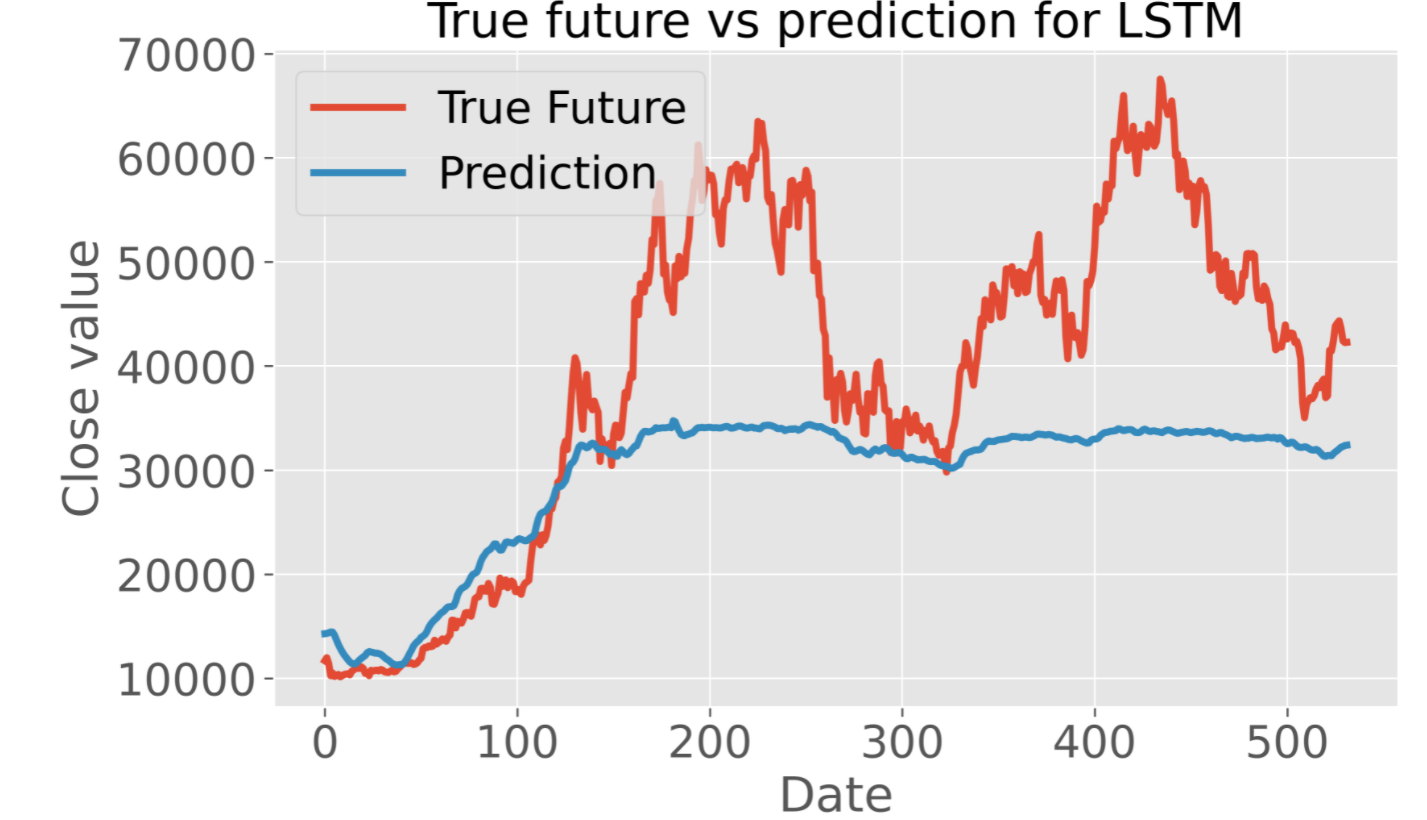 True future vs prediction for LSTM
70000
60000
50000
40000
30000
20000
10000
Close value
True Future
Prediction
0 100 200 300 400 500
Date